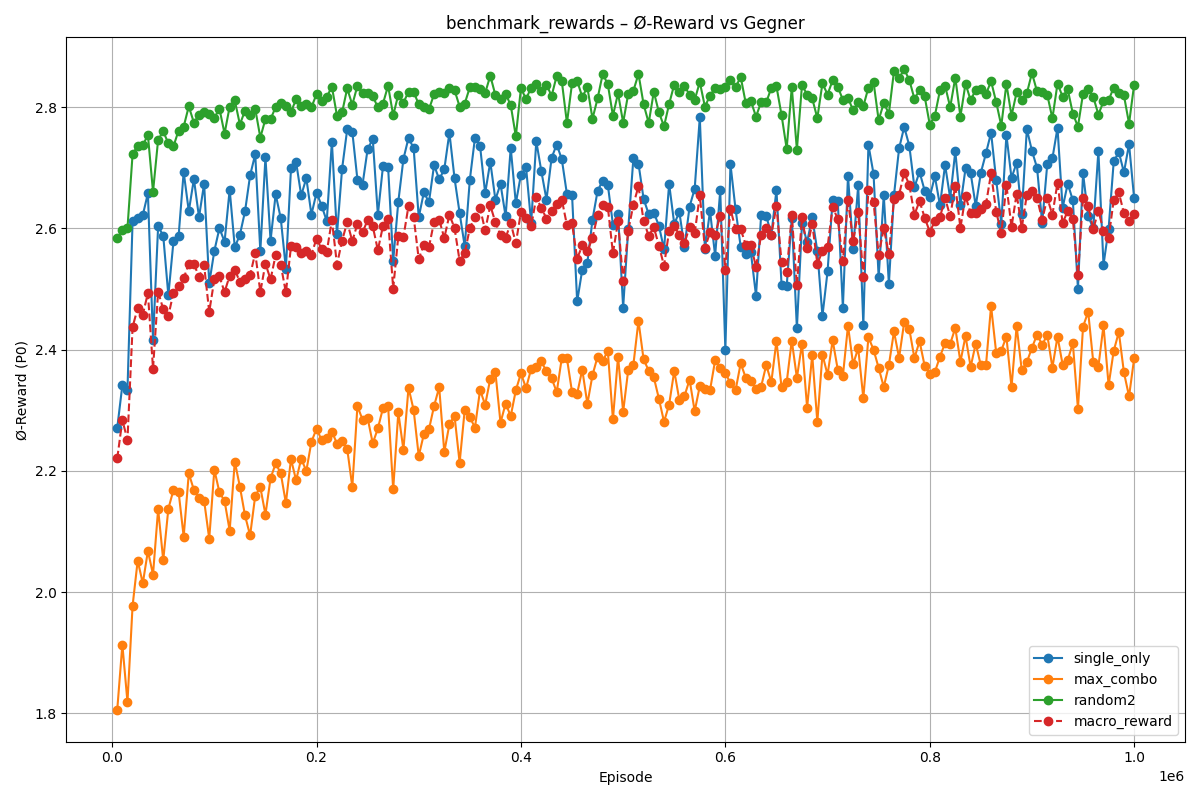 benchmark_rewards – Ø-Reward vs Gegner
Ø-Reward (P0)
2.8
2.6
2.4
2.2
2.0
1.8
0.0 0.2 0.4 0.6 0.8 1.0
1e6
Episode
single_only
max_combo
random2
macro_reward